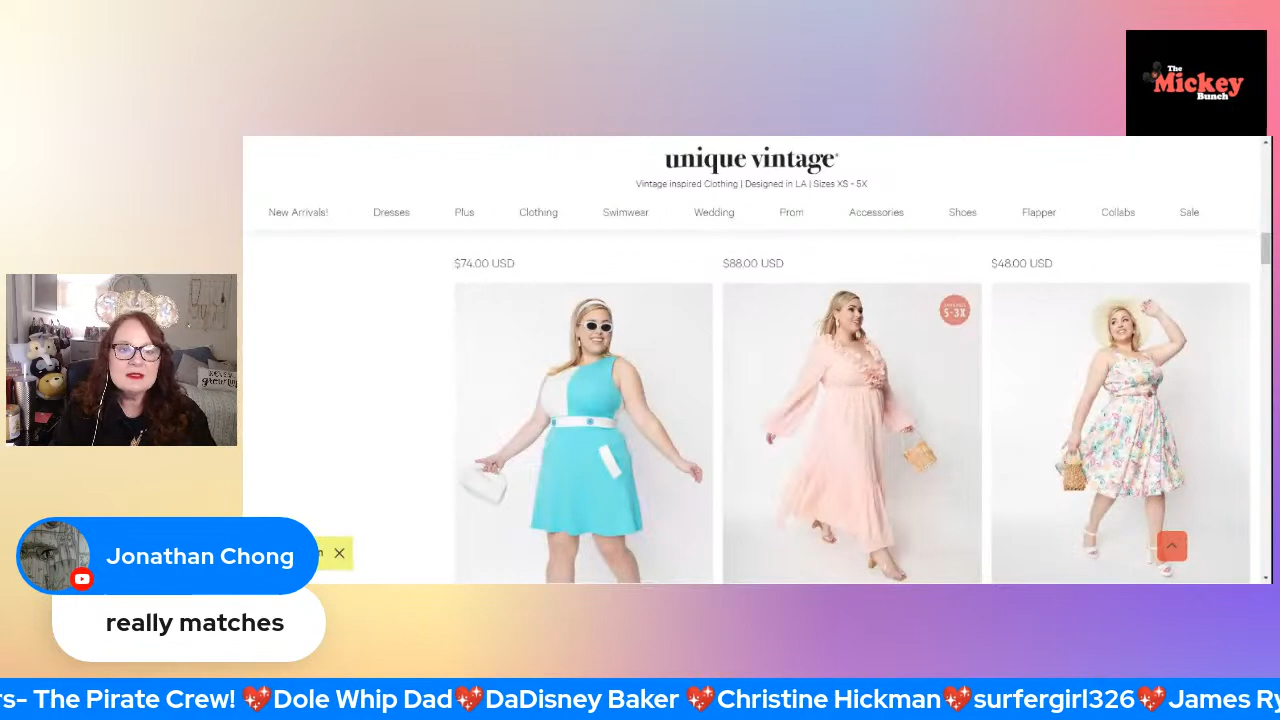 The
Mickey
Bunch
unique vintage®
Vintage inspired Clothing | Designed in LA | Sizes XS - 5X
New Arrivals! Dresses Plus Clothing Swimwear Wedding Prom Accessories Shoes Flapper Collabs Sale
$74.00 USD $88.00 USD $48.00 USD
S-3X
Jonathan Chong
really matches
rs- The Pirate Crew! 💖Dole Whip Dad💖DaDisney Baker 💖Christine Hickman💖surfergirl326💖James Ry